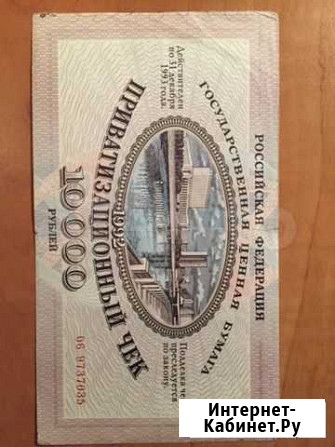 РОССИЙСКАЯ ФЕДЕРАЦИЯ
ГОСУДАРСТВЕННАЯ ЦЕННАЯ БУМАГА
Действителен
по 31 декабря
1993 года.
1992
Подделка че
преследуется
по закону.
ПРИВАТИЗАЦИОННЫЙ ЧЕК
10000
РУБЛЕЙ
06 9737035
Интернет-
Кабинет.Ру